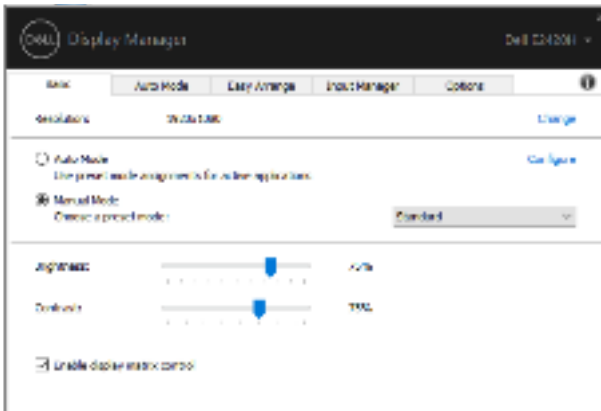 DELL Display Manager
Auto Mode Easy Arrange Input Manager Options
Resolution: Change
Auto Mode Configure
Use preset mode assignments for active applications
Manual Mode
Choose a preset mode: Standard
Brightness:
Contrast:
Enable display matrix control